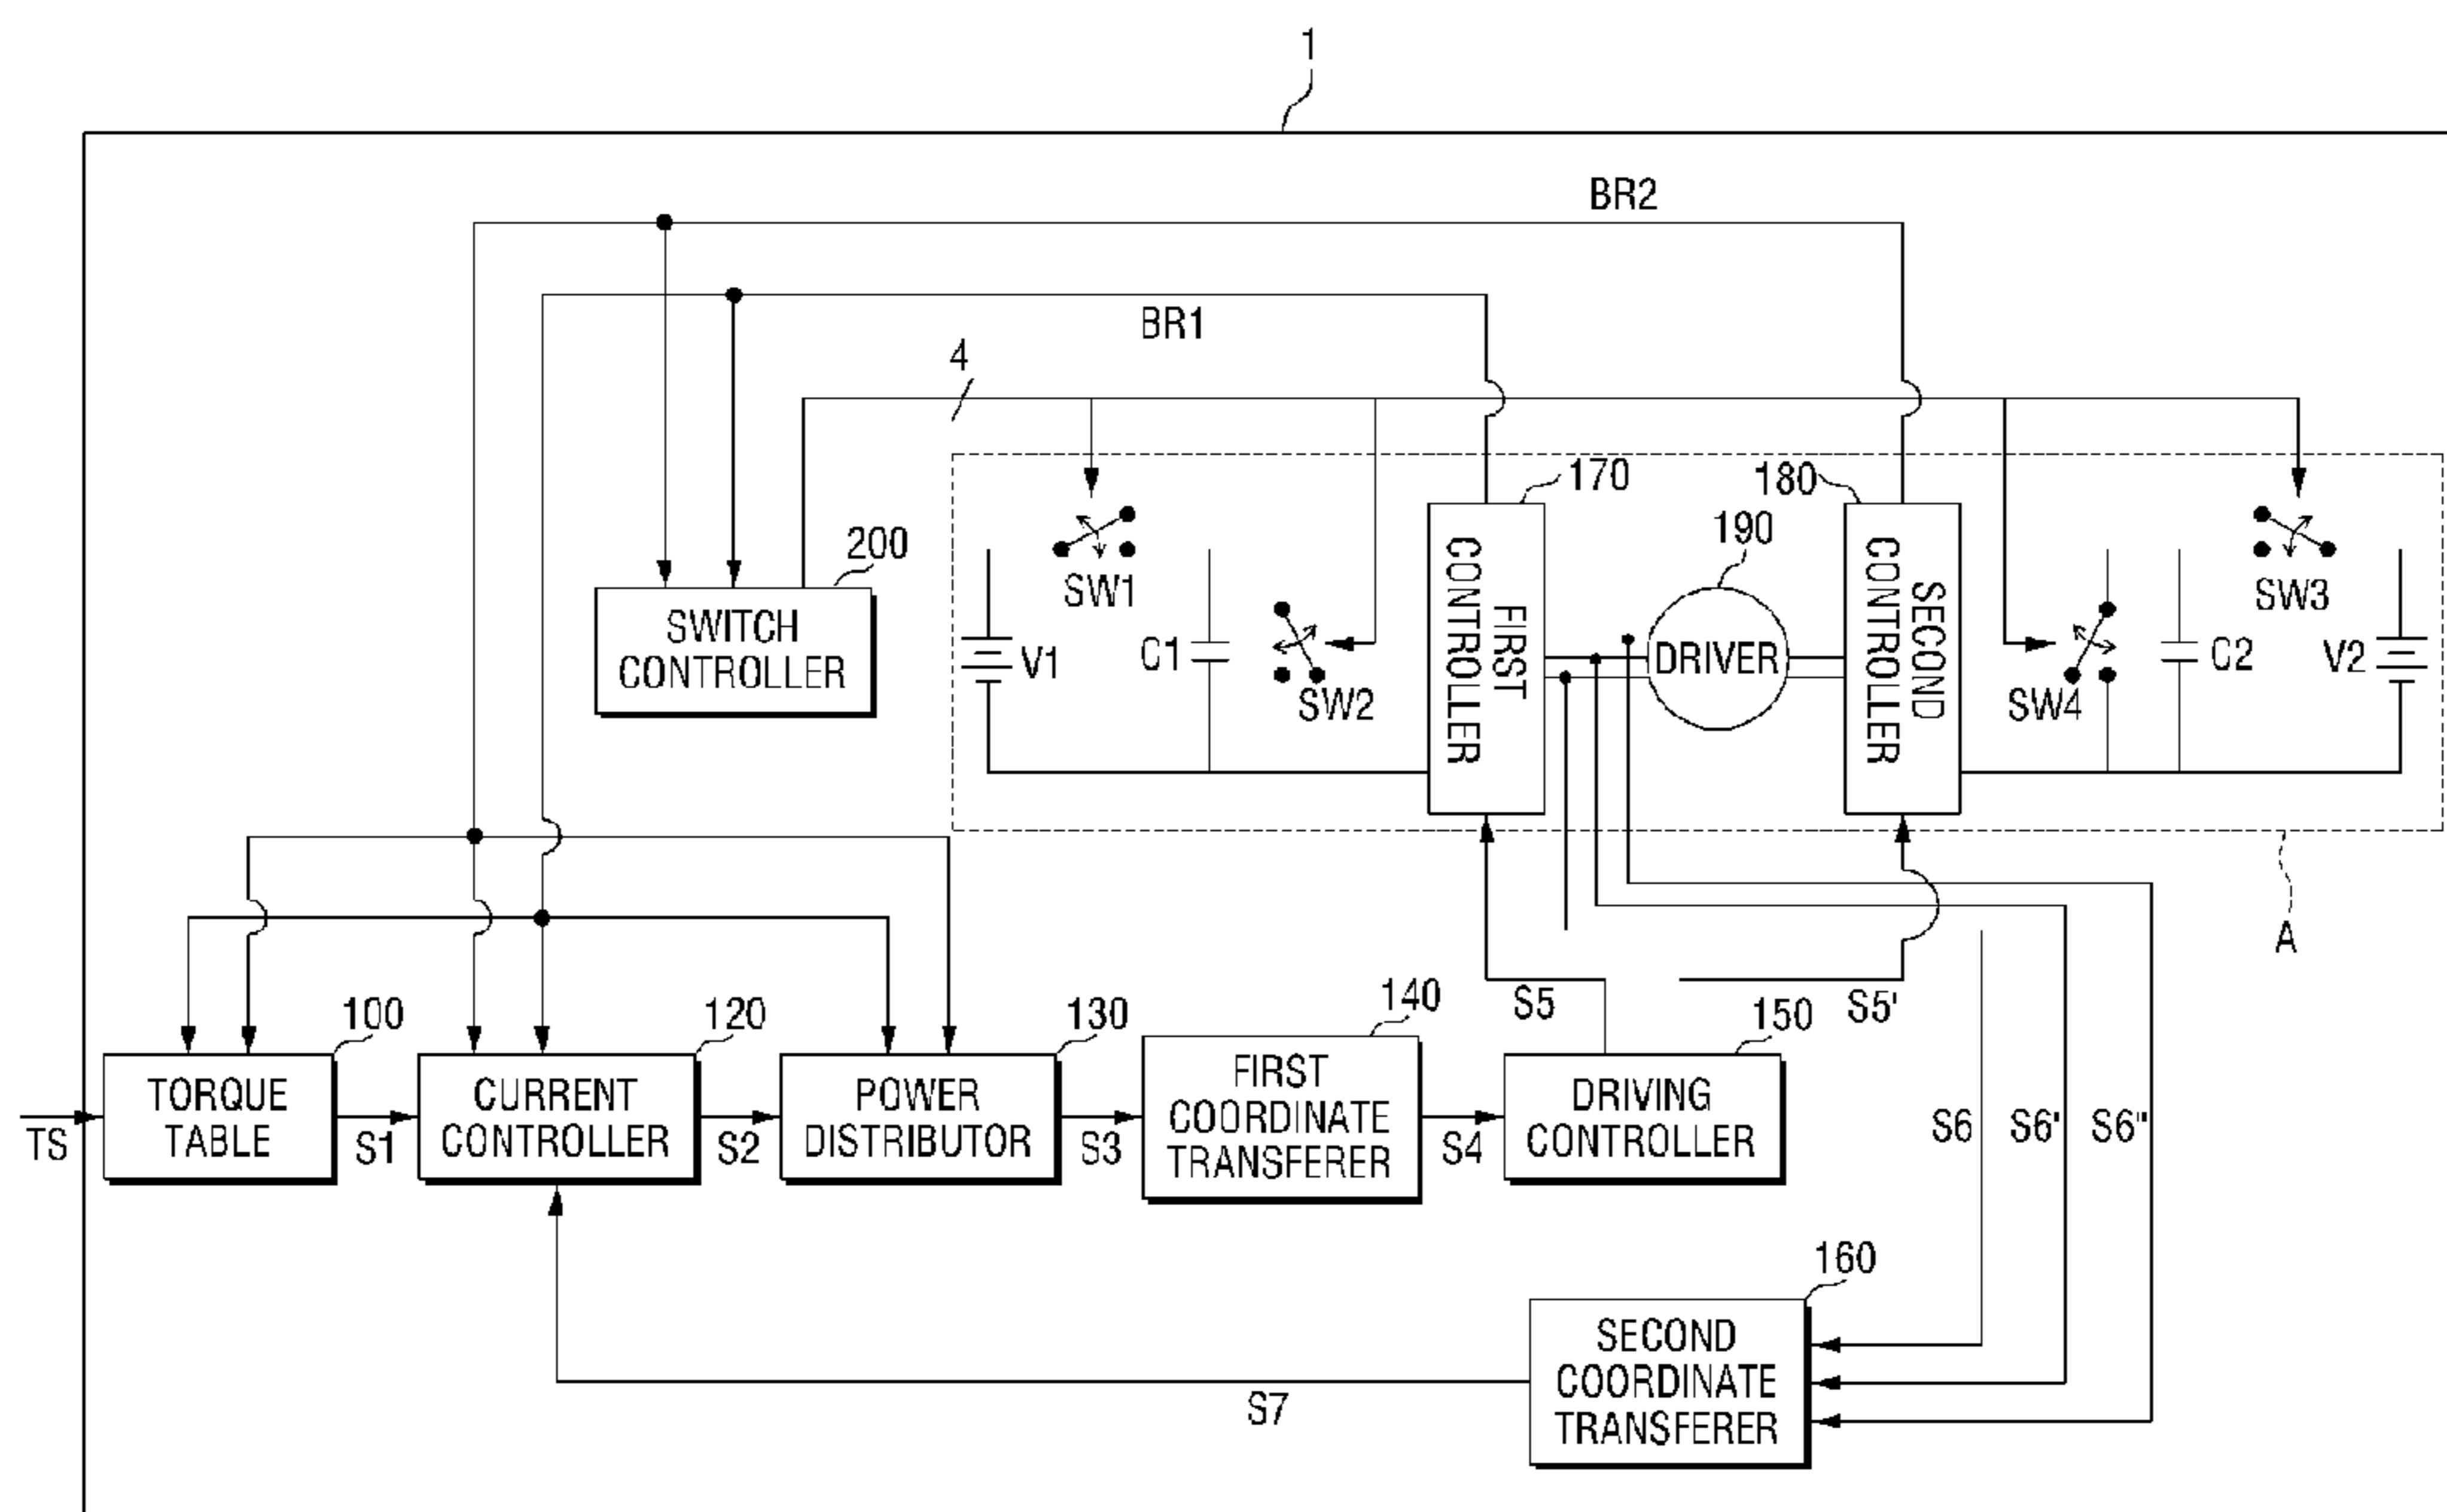 1
BR2
BR1
4
170
180
190
200
SW1
SW3
SWITCH
CONTROLLER
V1
C1
SW2
FIRST
CONTROLLER
DRIVER
SECOND
CONTROLLER
SW4
C2
V2
A
S5
S5'
100
120
130
140
150
TORQUE
TABLE
CURRENT
CONTROLLER
POWER
DISTRIBUTOR
FIRST
COORDINATE
TRANSFERER
DRIVING
CONTROLLER
S6
S6'
S6"
TS
S1
S2
S3
S4
160
SECOND
COORDINATE
TRANSFERER
S7